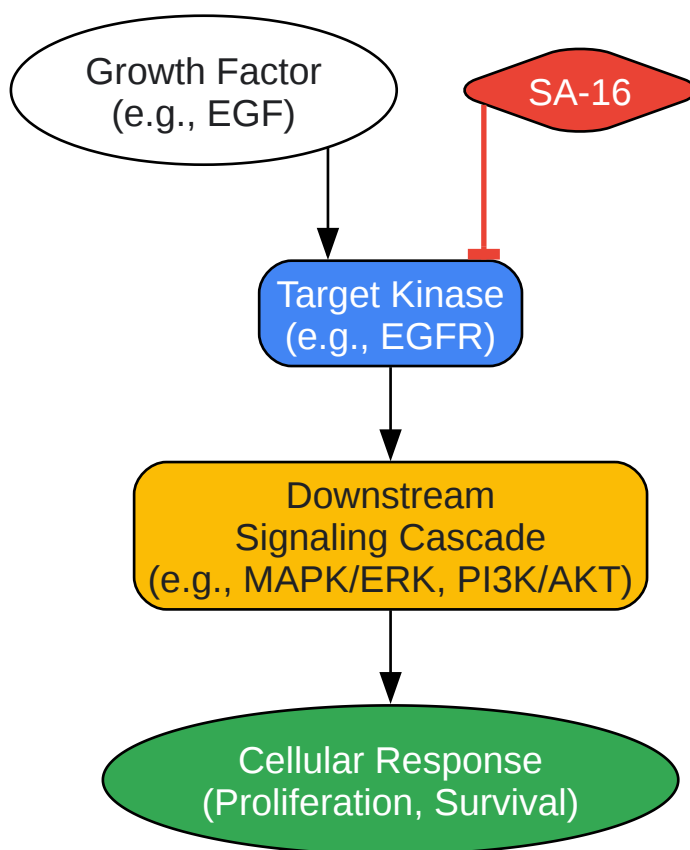 Growth Factor
(e.g., EGF)
SA-16
Target Kinase
(e.g., EGFR)
Downstream
Signaling Cascade
(e.g., MAPK/ERK, PI3K/AKT)
Cellular Response
(Proliferation, Survival)